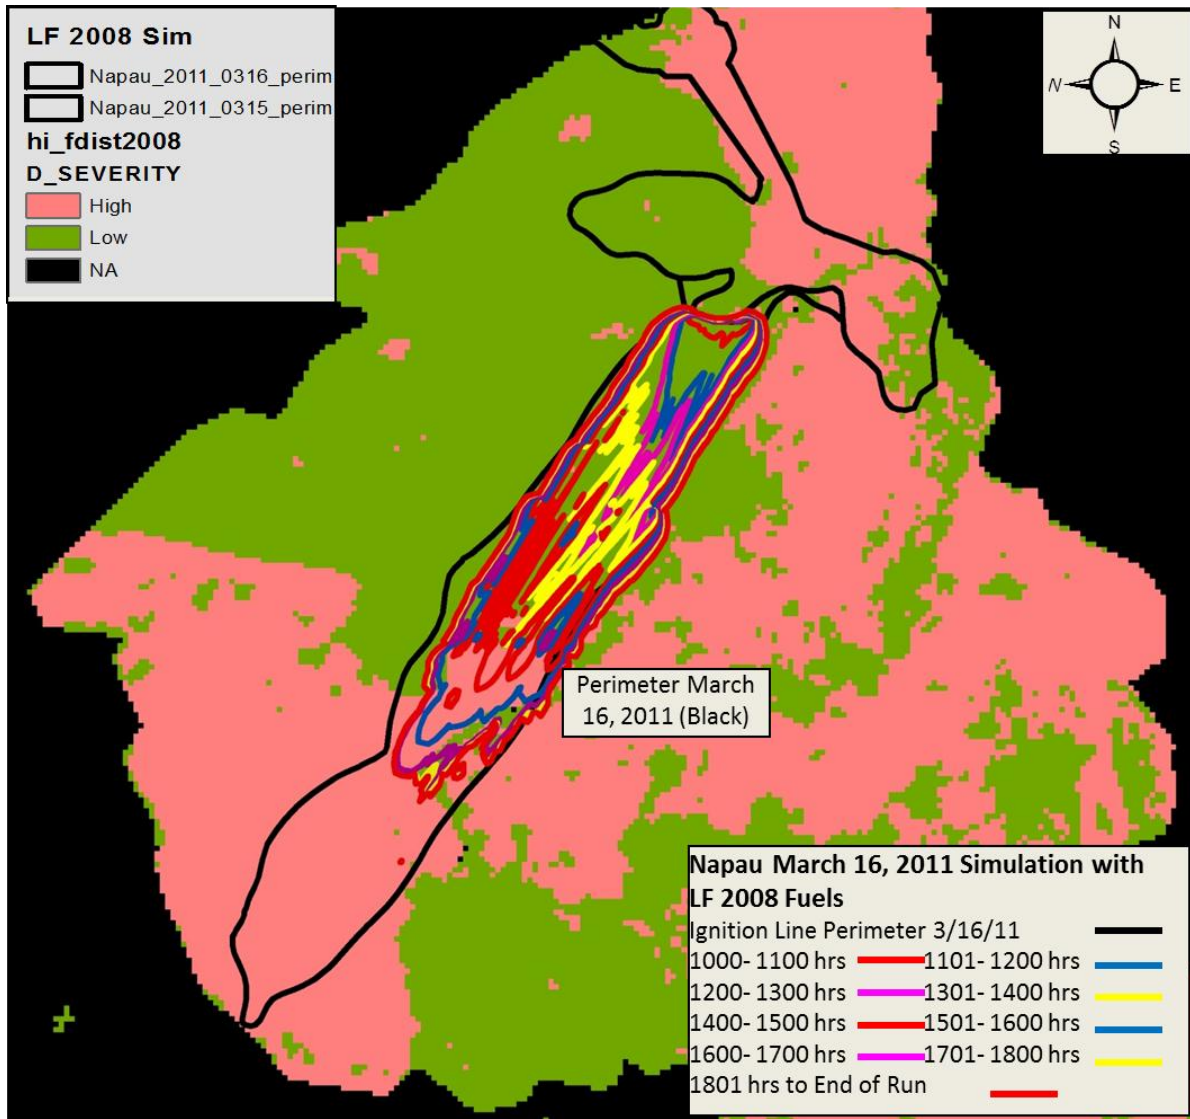 LF 2008 Sim
Napau_2011_0316_perim
Napau_2011_0315_perim
hi_fdist2008
D_SEVERITY
High
Low
NA
N
N E
S
Perimeter March
16, 2011 (Black)
Napau March 16, 2011 Simulation with
LF 2008 Fuels
Ignition Line Perimeter 3/16/11
1000- 1100 hrs 1101- 1200 hrs
1200- 1300 hrs 1301- 1400 hrs
1400- 1500 hrs 1501- 1600 hrs
1600- 1700 hrs 1701- 1800 hrs
1801 hrs to End of Run